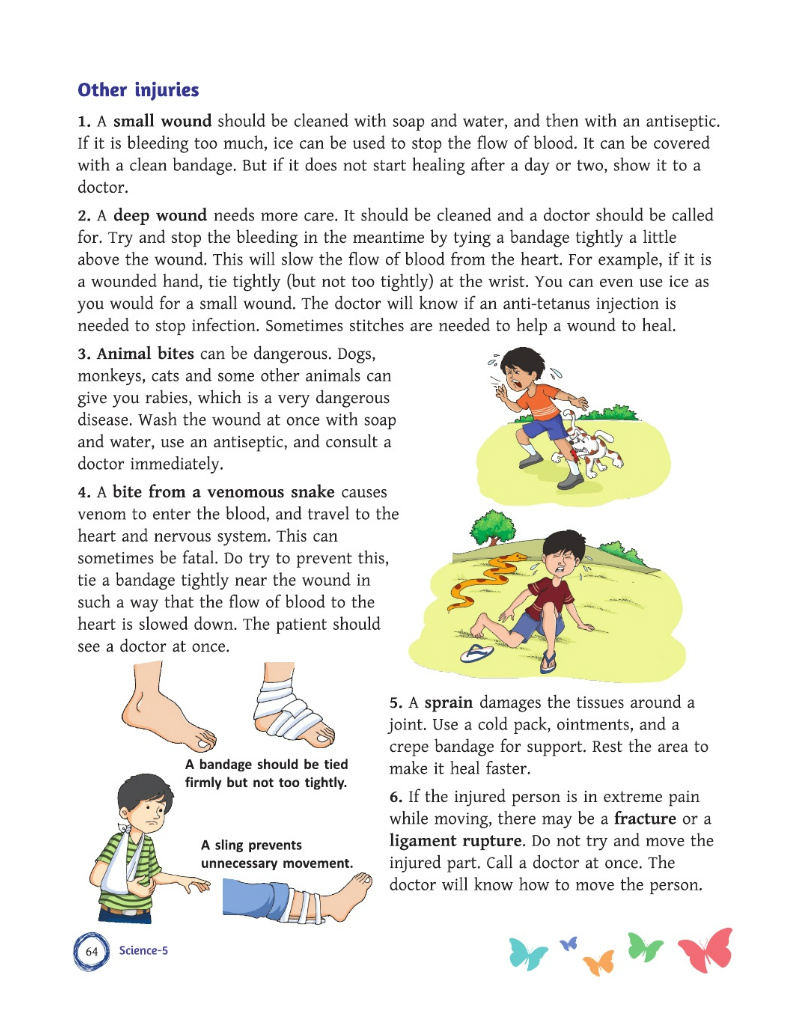 Other injuries
1. A small wound should be cleaned with soap and water, and then with an antiseptic.
If it is bleeding too much, ice can be used to stop the flow of blood. It can be covered
with a clean bandage. But if it does not start healing after a day or two, show it to a
doctor.
2. A deep wound needs more care. It should be cleaned and a doctor should be called
for. Try and stop the bleeding in the meantime by tying a bandage tightly a little
above the wound. This will slow the flow of blood from the heart. For example, if it is
a wounded hand, tie tightly (but not too tightly) at the wrist. You can even use ice as
you would for a small wound. The doctor will know if an anti-tetanus injection is
needed to stop infection. Sometimes stitches are needed to help a wound to heal.
3. Animal bites can be dangerous. Dogs,
monkeys, cats and some other animals can
give you rabies, which is a very dangerous
disease. Wash the wound at once with soap
and water, use an antiseptic, and consult a
doctor immediately.
4. A bite from a venomous snake causes
venom to enter the blood, and travel to the
heart and nervous system. This can
sometimes be fatal. Do try to prevent this,
tie a bandage tightly near the wound in
such a way that the flow of blood to the
heart is slowed down. The patient should
see a doctor at once.
A bandage should be tied
firmly but not too tightly.
A sling prevents
unnecessary movement.
5. A sprain damages the tissues around a
joint. Use a cold pack, ointments, and a
crepe bandage for support. Rest the area to
make it heal faster.
6. If the injured person is in extreme pain
while moving, there may be a fracture or a
ligament rupture. Do not try and move the
injured part. Call a doctor at once. The
doctor will know how to move the person.
64 Science-5